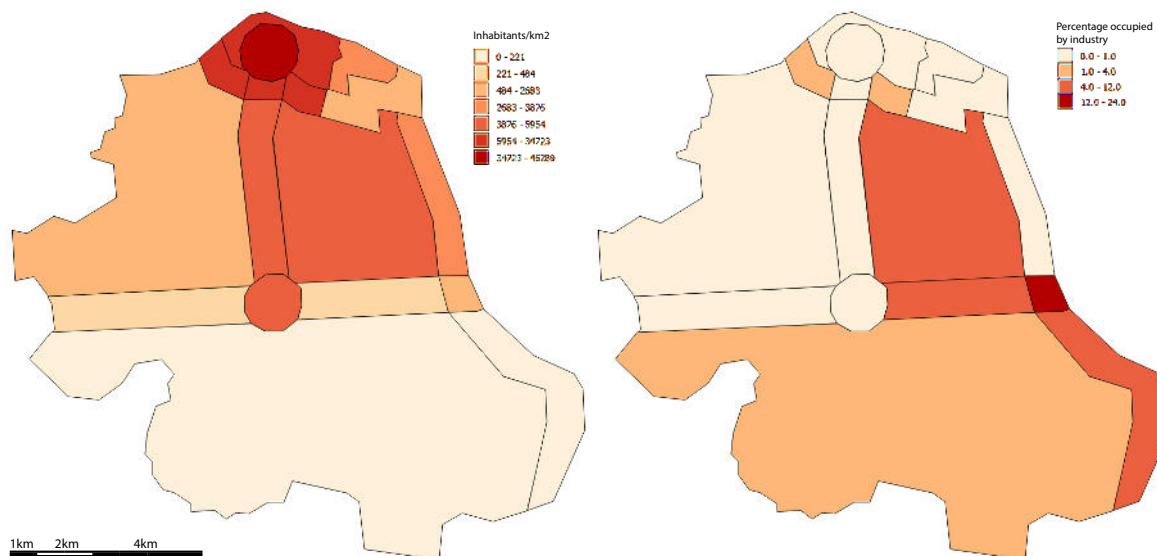 Inhabitants/km2
0 - 221
221 - 484
484 - 2683
2683 - 3876
3876 - 5954
5954 - 34723
34723 - 45289
Percentage occupied
by industry
0.0 - 1.0
1.0 - 4.0
4.0 - 12.0
12.0 - 24.0
1km 2km 4km